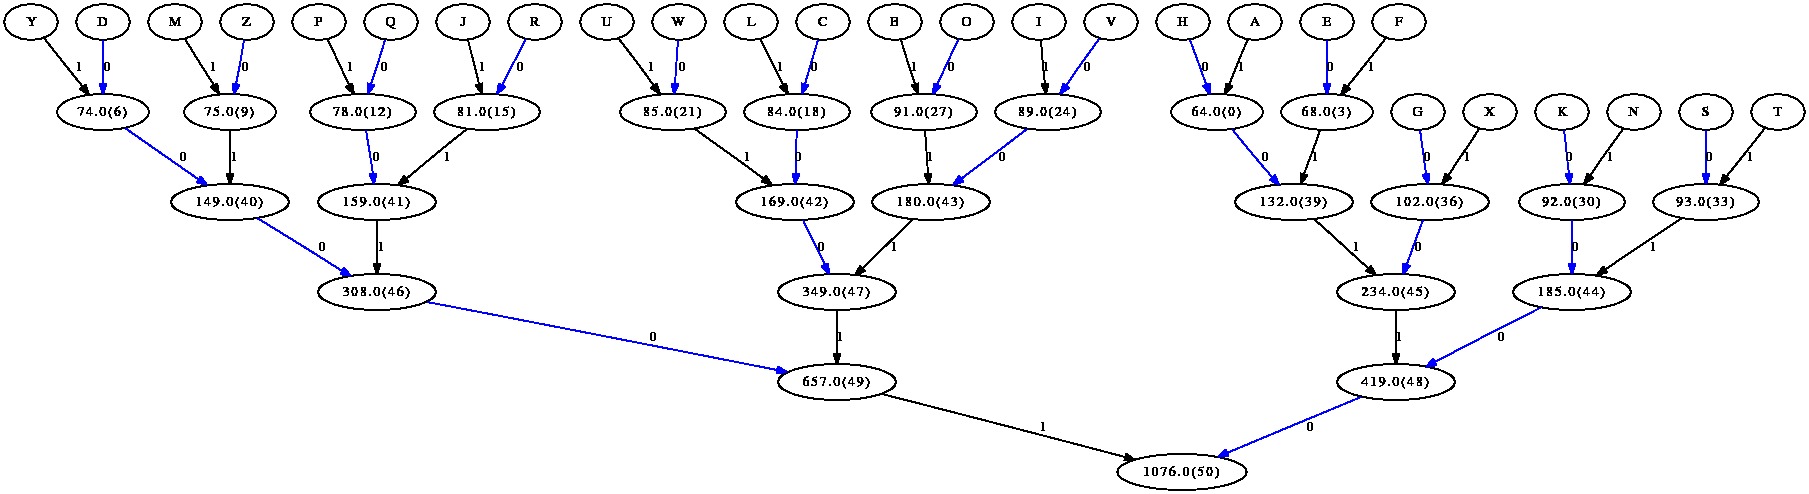 Y D M Z P Q J R U W L C B O I V H A E F
1 0 1 0 1 0 1 0 1 0 1 0 1 0 1 0 0 1 0 1
74.0(6) 75.0(9) 78.0(12) 81.0(15) 85.0(21) 84.0(18) 91.0(27) 89.0(24) 64.0(0) 68.0(3) G X K N S T
0 1 0 1 1 0 1 0 0 1 0 1 0 1 0 1
149.0(40) 159.0(41) 169.0(42) 180.0(43) 132.0(39) 102.0(36) 92.0(30) 93.0(33)
0 1 0 1 1 0 0 1
308.0(46) 349.0(47) 234.0(45) 185.0(44)
0 1 1 0
657.0(49) 419.0(48)
1 0
1076.0(50)